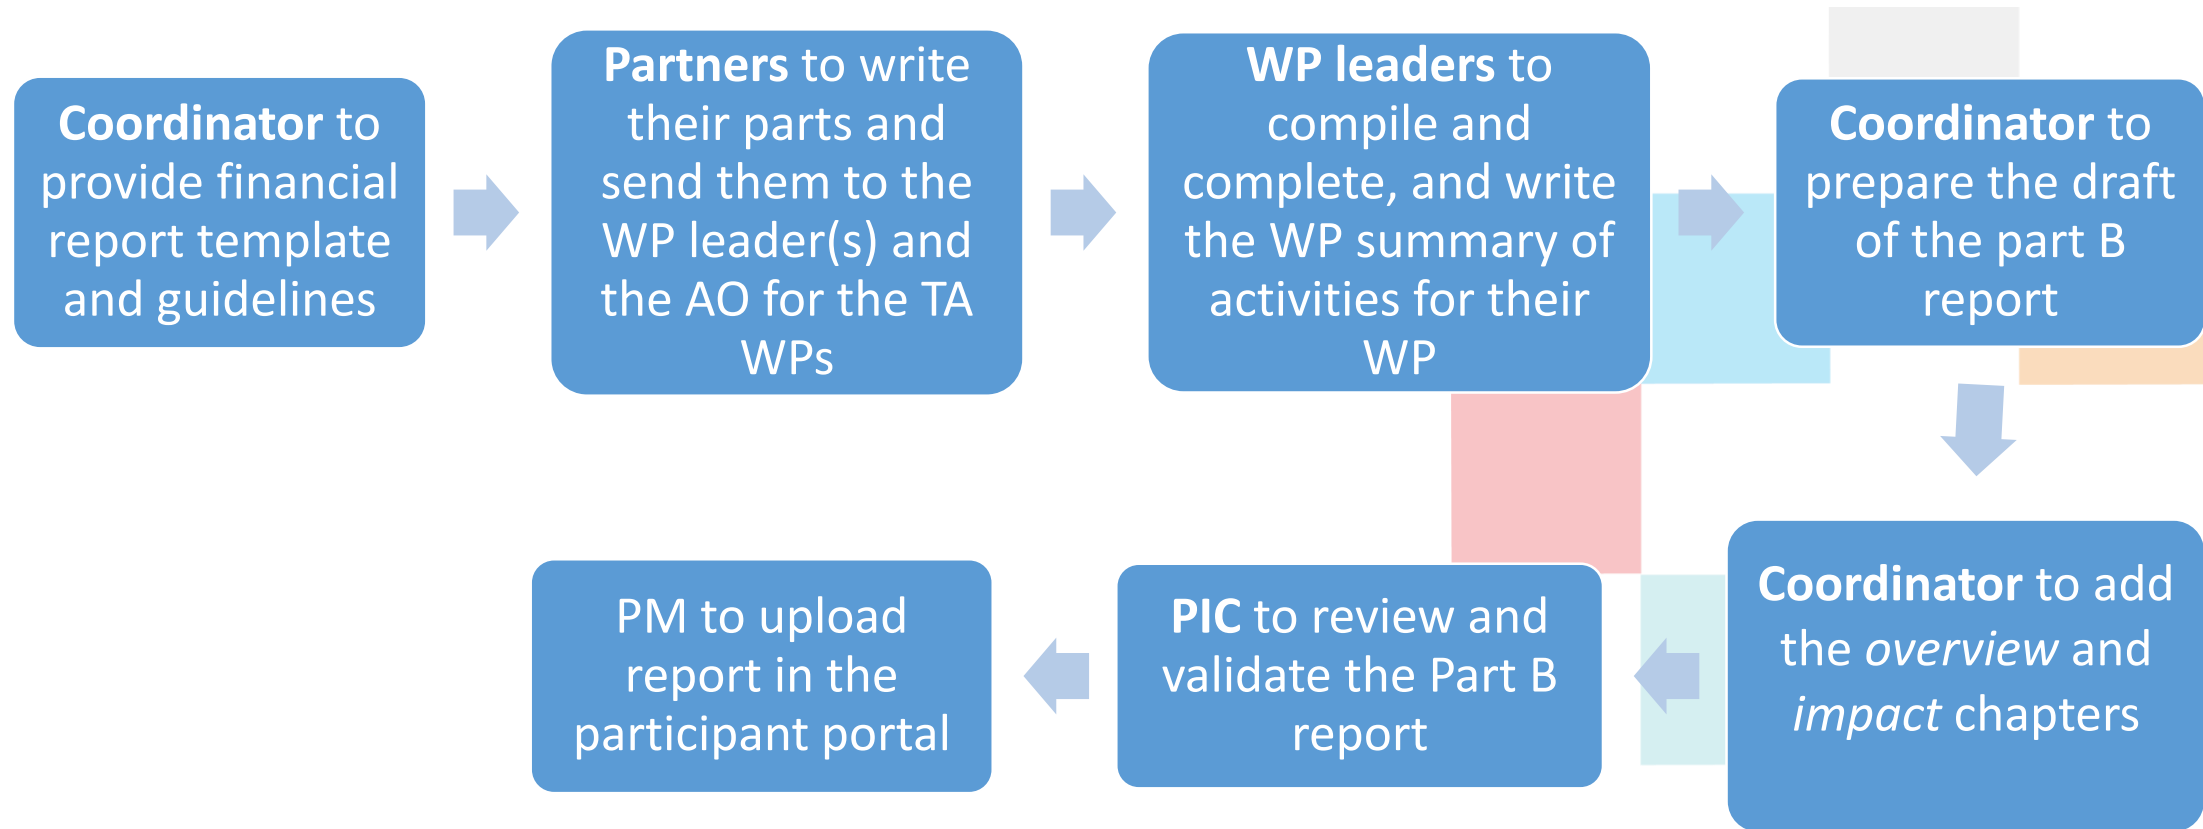 Coordinator to
provide financial
report template
and guidelines
Partners to write
their parts and
send them to the
WP leader(s) and
the AO for the TA
WPs
WP leaders to
compile and
complete, and write
the WP summary of
activities for their
WP
Coordinator to
prepare the draft
of the part B
report
Coordinator to add
the overview and
impact chapters
PIC to review and
validate the Part B
report
PM to upload
report in the
participant portal